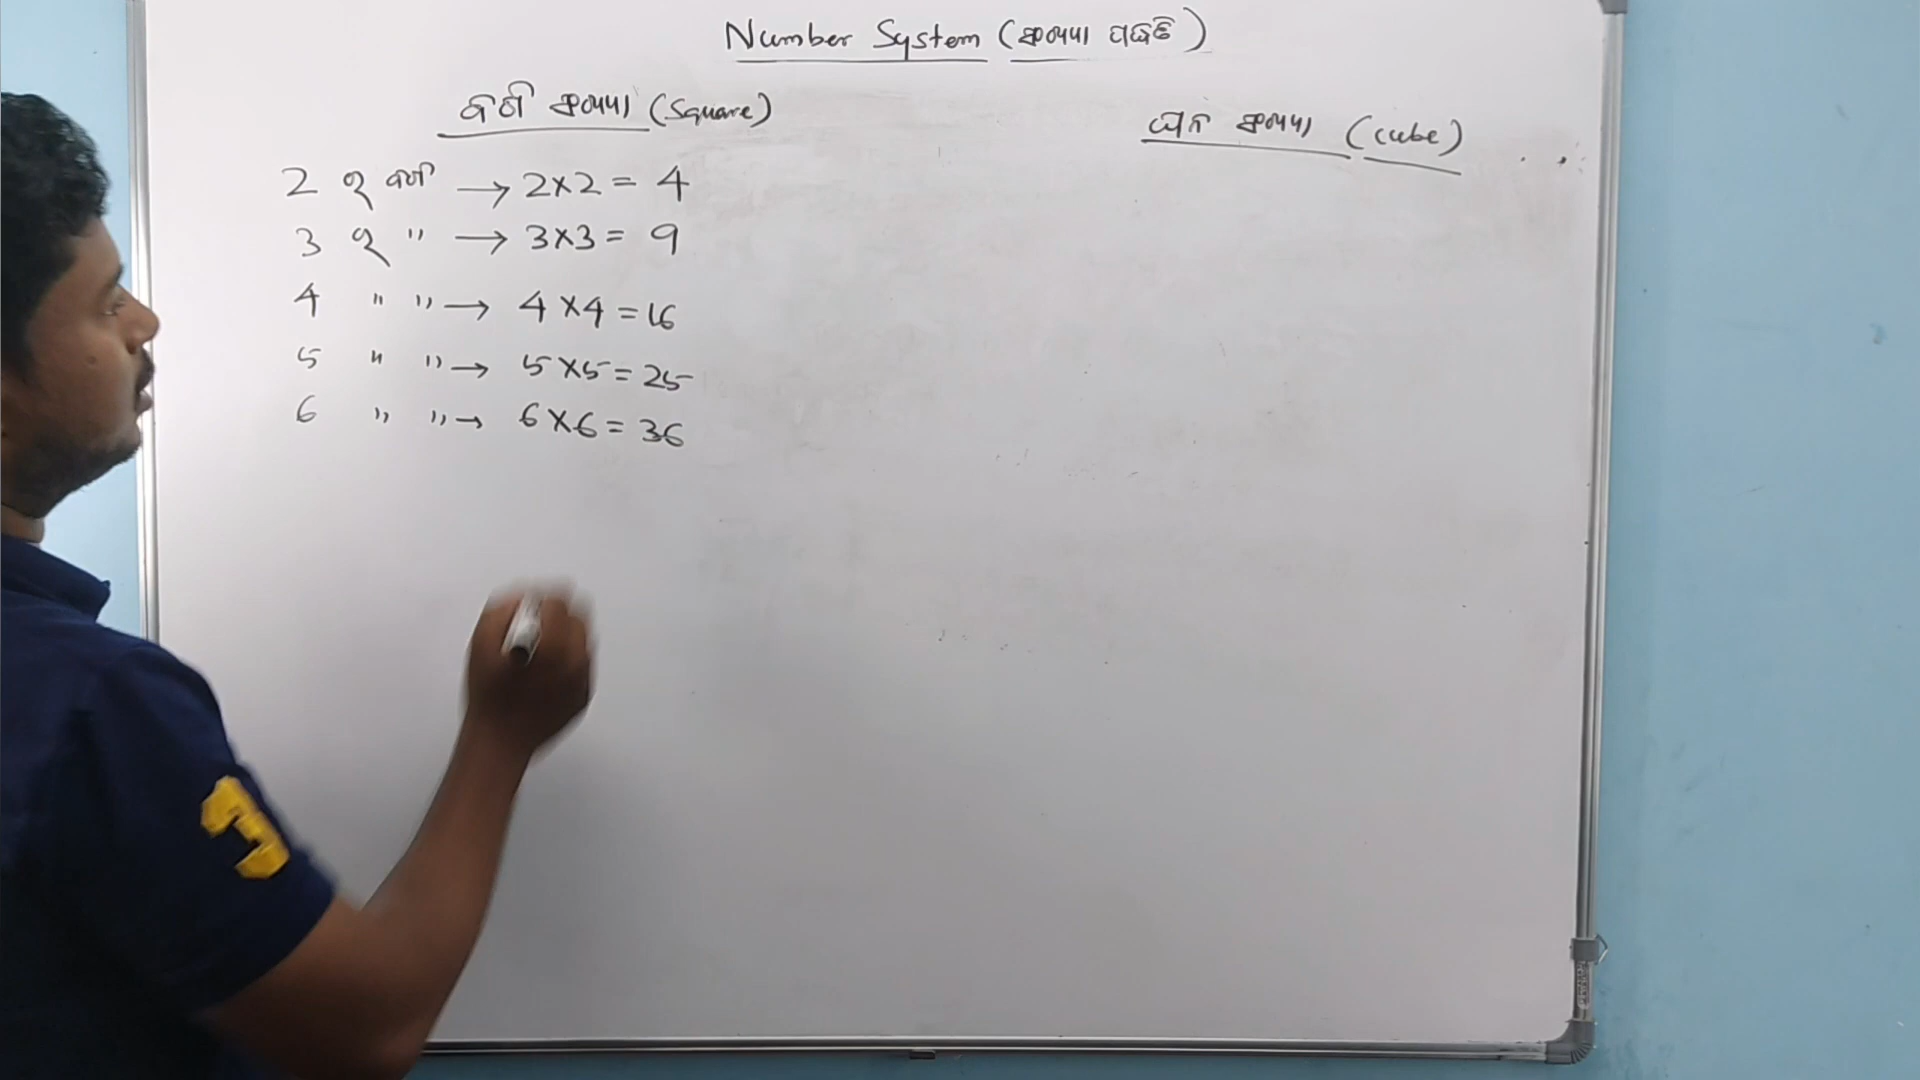 Number System (ସଂଖ୍ୟା ପଦ୍ଧତି)
ବର୍ଗ ସଂଖ୍ୟା (Square)
ଘନ ସଂଖ୍ୟା (cube)
2 ର ବର୍ଗ → 2×2 = 4
3 ର " → 3×3 = 9
4 " " → 4×4 = 16
5 " " → 5×5 = 25
6 " " → 6×6 = 36